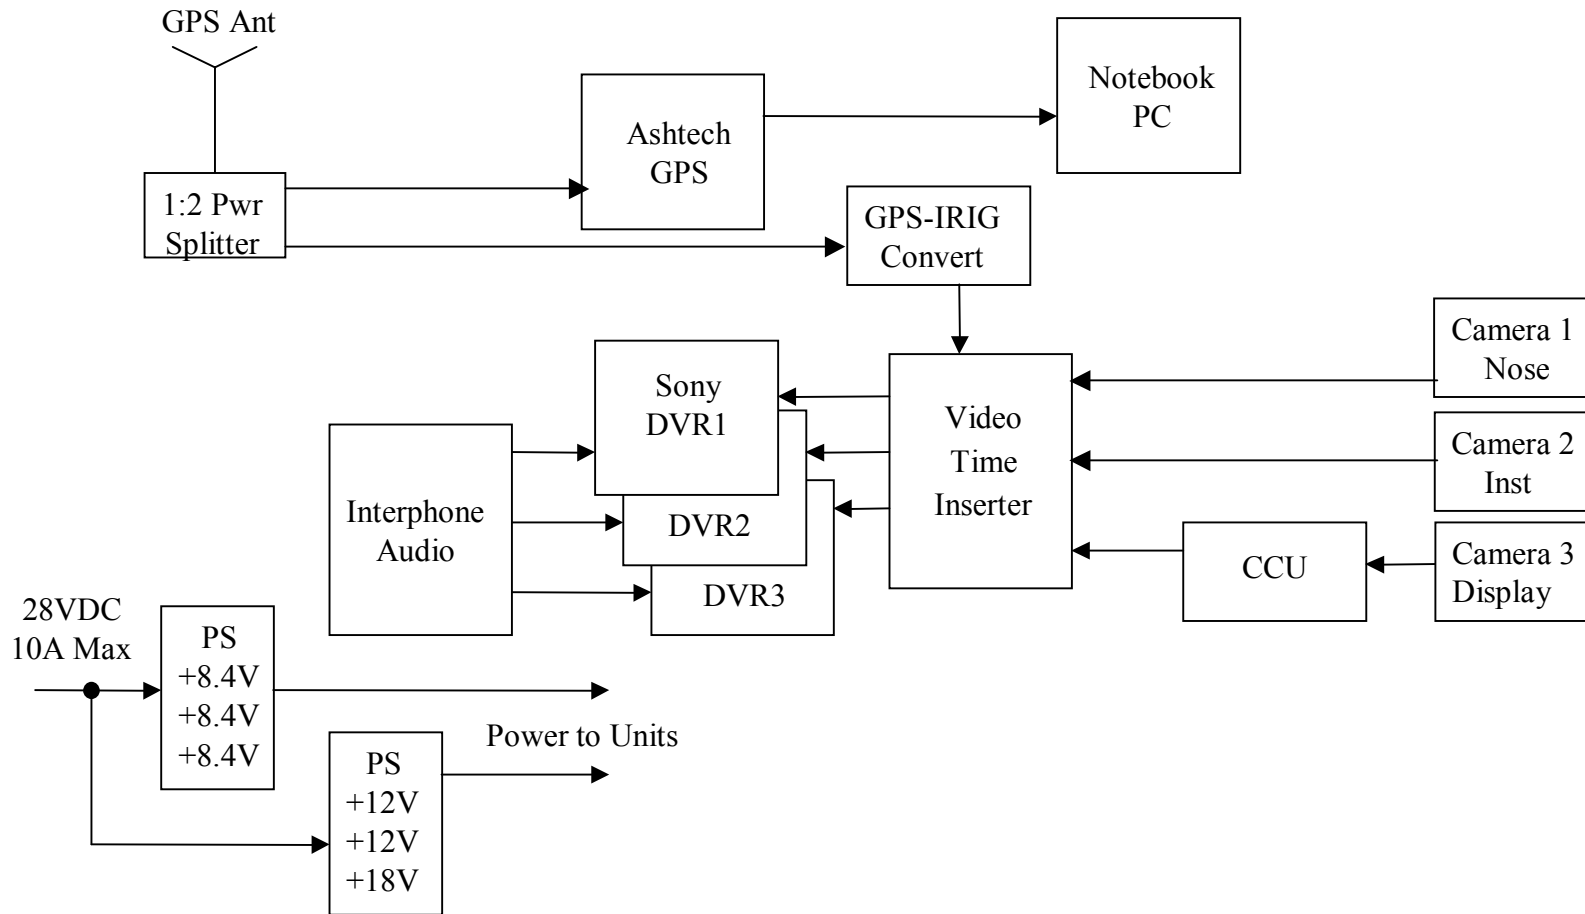 GPS Ant
Notebook
PC
Ashtech
GPS
1:2 Pwr
Splitter
GPS-IRIG
Convert
Camera 1
Nose
Sony
DVR1
Video
Time
Inserter
Camera 2
Inst
Interphone
Audio
DVR2
DVR3
CCU
Camera 3
Display
28VDC
10A Max
PS
+8.4V
+8.4V
+8.4V
Power to Units
PS
+12V
+12V
+18V